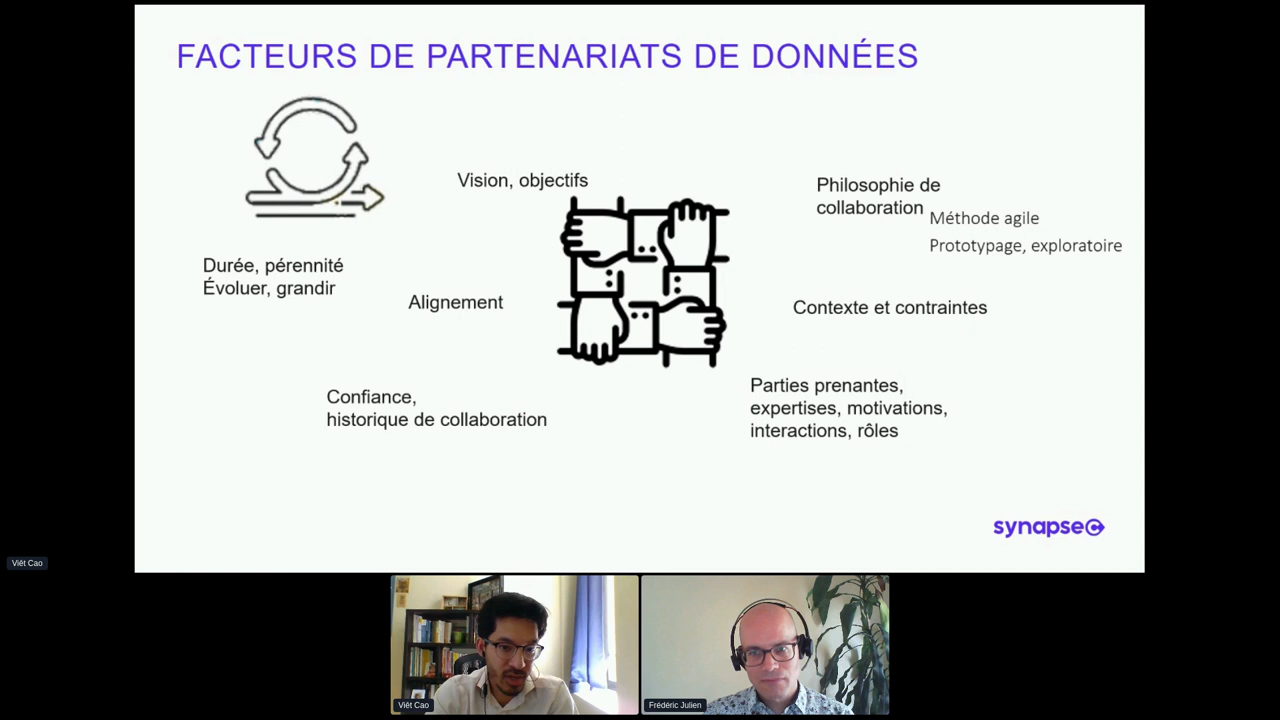 FACTEURS DE PARTENARIATS DE DONNÉES
Vision, objectifs
Philosophie de
collaboration
Méthode agile
Prototypage, exploratoire
Durée, pérennité
Évoluer, grandir
Alignement
Contexte et contraintes
Confiance,
historique de collaboration
Parties prenantes,
expertises, motivations,
interactions, rôles
synapsec
Viêt Cao
Viêt Cao
Frédéric Julien